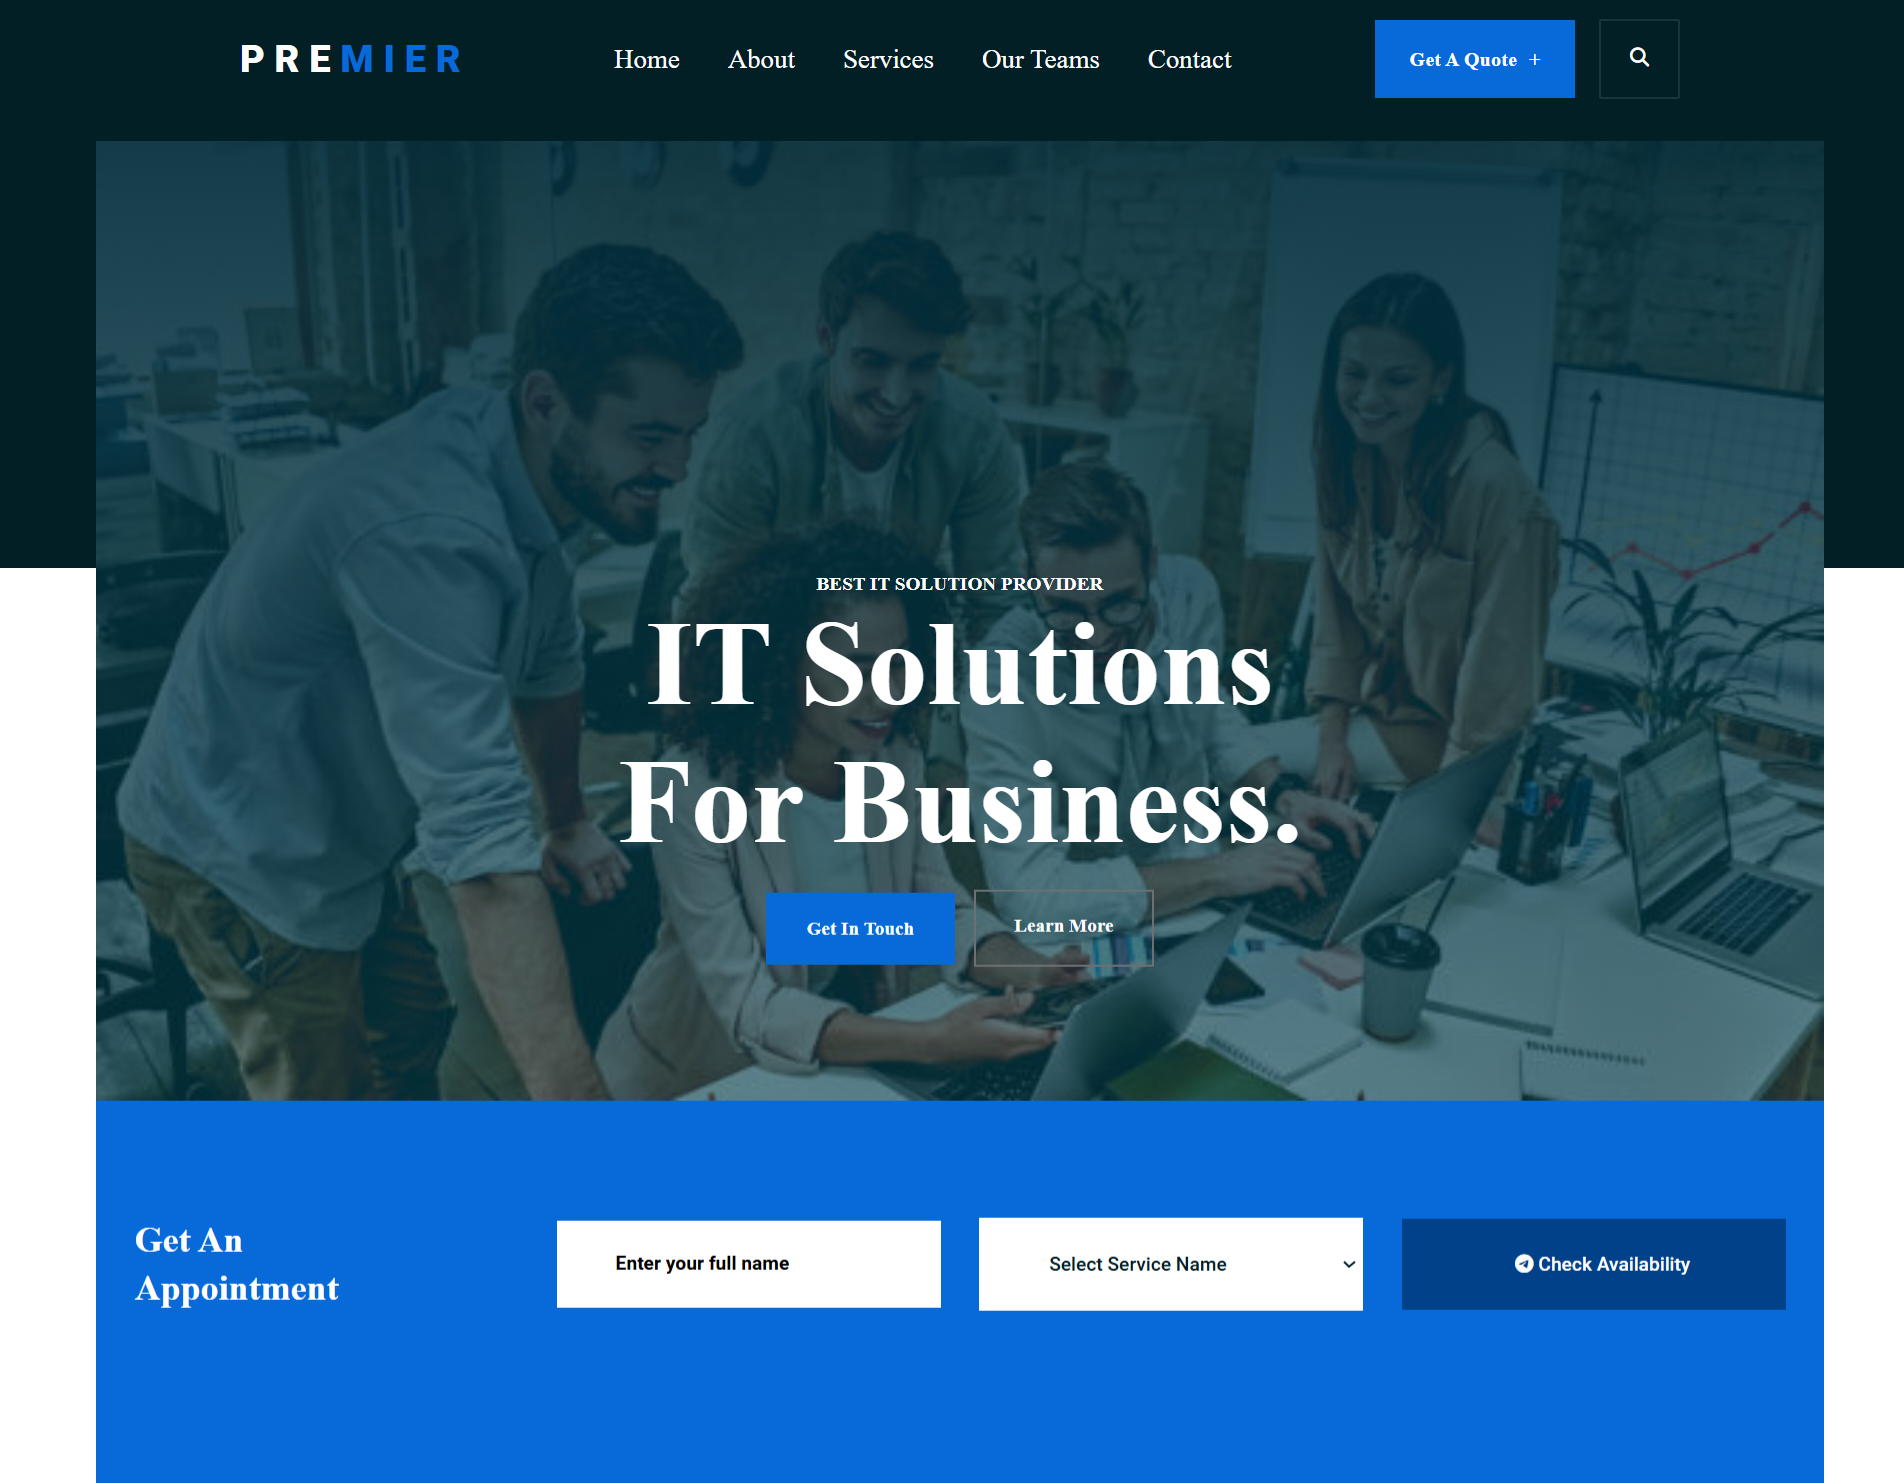 PREMIER
Home About Services Our Teams Contact
Get A Quote +
BEST IT SOLUTION PROVIDER
IT Solutions
For Business.
Get In Touch
Learn More
Get An
Appointment
Enter your full name
Select Service Name
Check Availability